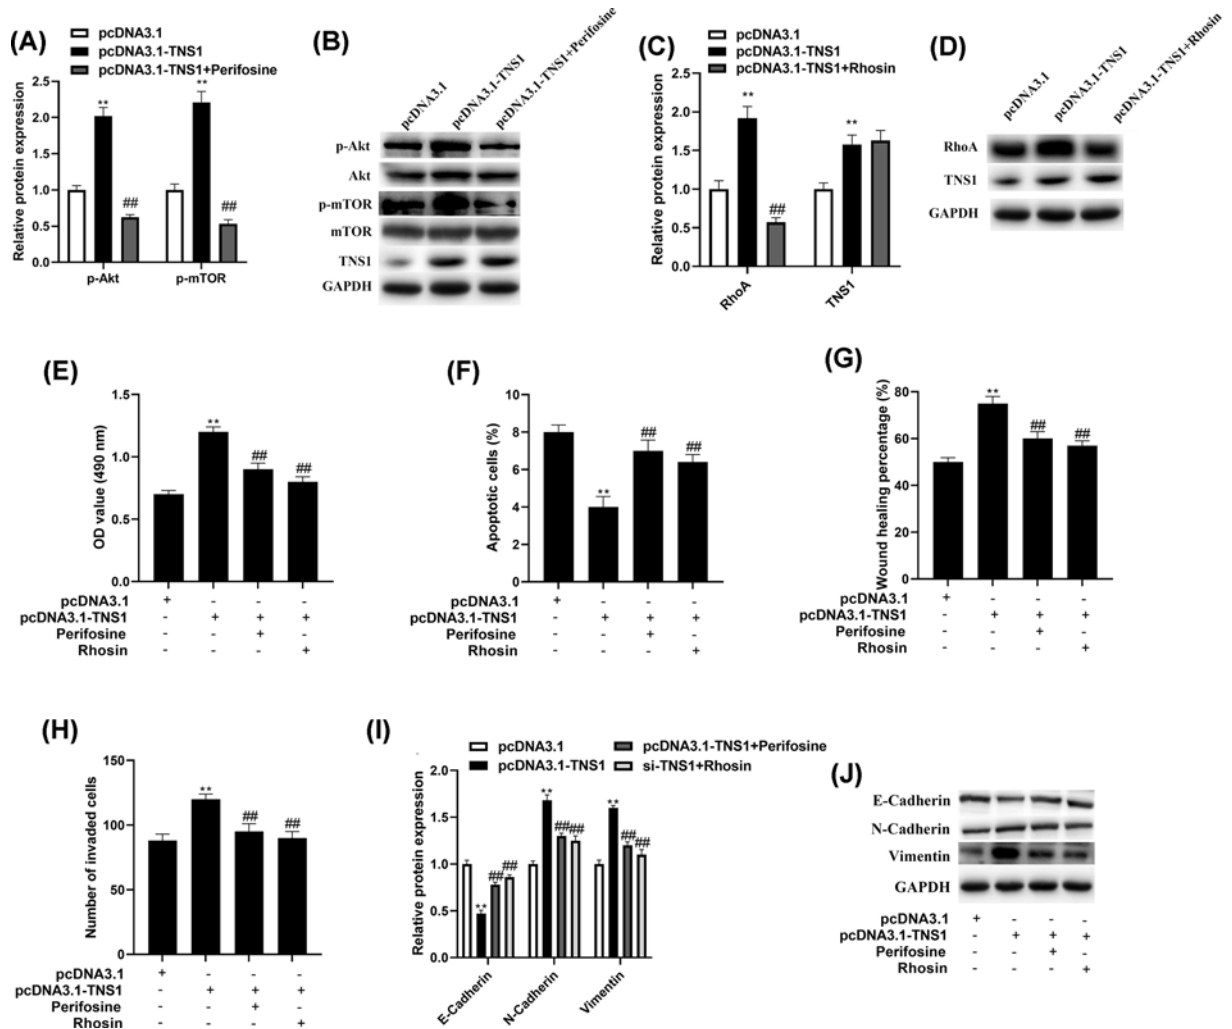 (A)
pcDNA3.1
pcDNA3.1-TNS1
pcDNA3.1-TNS1+Perifosine
Relative protein expression
2.5
2.0
1.5
1.0
0.5
0.0
**
##
**
##
p-Akt
p-mTOR
(B)
pcDNA3.1
pcDNA3.1-TNS1
pcDNA3.1-TNS1+Perifosine
p-Akt
Akt
p-mTOR
mTOR
TNS1
GAPDH
(C)
pcDNA3.1
pcDNA3.1-TNS1
pcDNA3.1-TNS1+Rhosin
Relative protein expression
2.5
2.0
1.5
1.0
0.5
0.0
**
##
**
RhoA
TNS1
(D)
pcDNA3.1
pcDNA3.1-TNS1
pcDNA3.1-TNS1+Rhosin
RhoA
TNS1
GAPDH
(E)
OD value (490 nm)
1.5
1.0
0.5
0.0
**
##
##
pcDNA3.1 + - - -
pcDNA3.1-TNS1 - + + +
Perifosine - - + -
Rhosin - - - +
(F)
Apoptotic cells (%)
10
8
6
4
2
0
**
##
##
pcDNA3.1 + - - -
pcDNA3.1-TNS1 - + + +
Perifosine - - + -
Rhosin - - - +
(G)
Wound healing percentage (%)
80
60
40
20
0
**
##
##
pcDNA3.1 + - - -
pcDNA3.1-TNS1 - + + +
Perifosine - - + -
Rhosin - - - +
(H)
Number of invaded cells
150
100
50
0
**
##
##
pcDNA3.1 + - - -
pcDNA3.1-TNS1 - + + +
Perifosine - - + -
Rhosin - - - +
(I)
pcDNA3.1
pcDNA3.1-TNS1
pcDNA3.1-TNS1+Perifosine
si-TNS1+Rhosin
Relative protein expression
2.0
1.5
1.0
0.5
0.0
**
##
##
**
##
##
**
##
##
E-Cadherin
N-Cadherin
Vimentin
(J)
E-Cadherin
N-Cadherin
Vimentin
GAPDH
pcDNA3.1 + - - -
pcDNA3.1-TNS1 - + + +
Perifosine - - + -
Rhosin - - - +